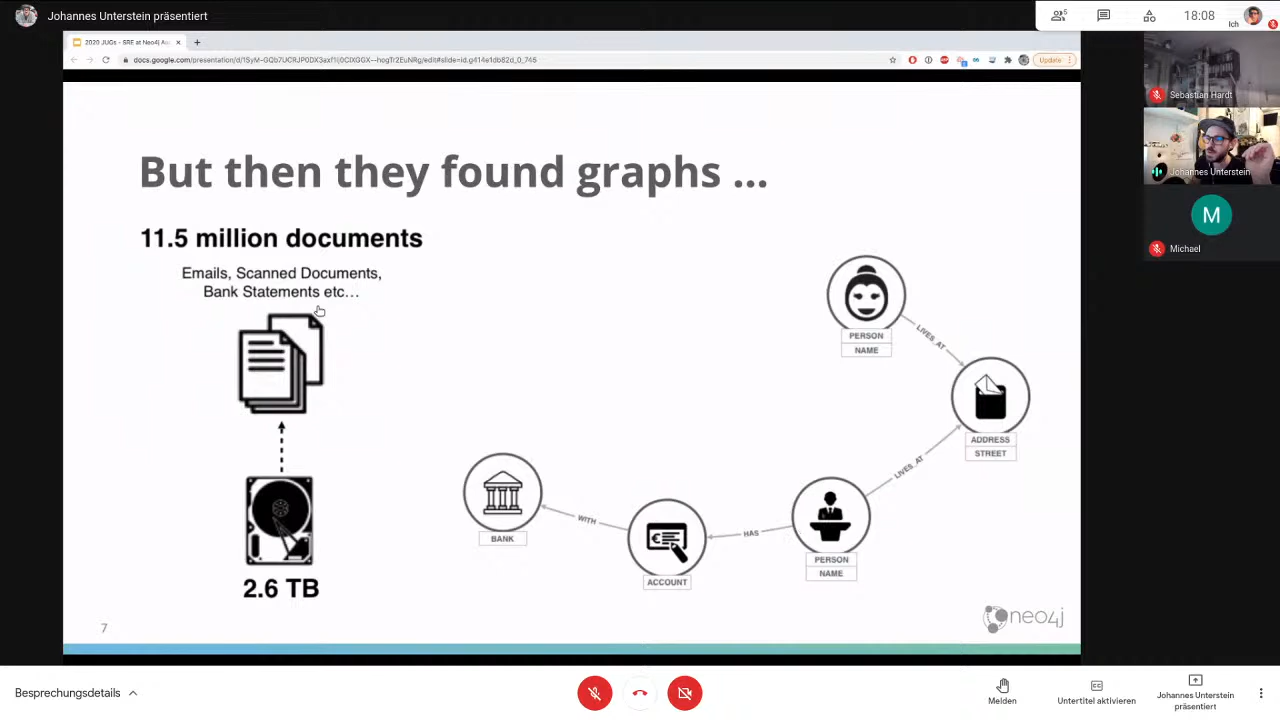 Johannes Unterstein präsentiert
5
18:08
Ich
2020 JUGs - SRE at Neo4j Au
Update
Sebastian Hardt
Johannes Unterstein
M
Michael
But then they found graphs ...
11.5 million documents
Emails, Scanned Documents,
Bank Statements etc…
2.6 TB
PERSON
NAME
LIVES_AT
ADDRESS
STREET
LIVES_AT
PERSON
NAME
HAS
ACCOUNT
WITH
BANK
7
neo4j
Besprechungsdetails
Melden
Untertitel aktivieren
Johannes Unterstein
präsentiert